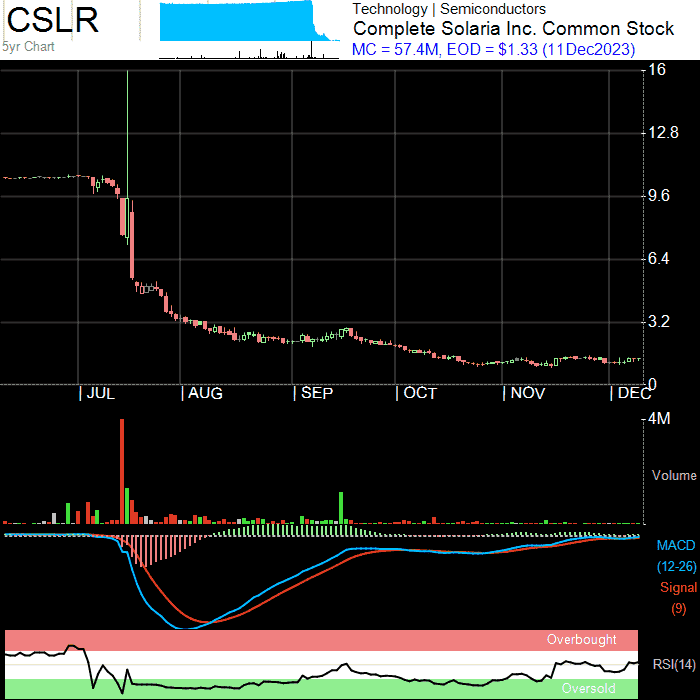 CSLR
5yr Chart
Technology | Semiconductors
Complete Solaria Inc. Common Stock
MC = 57.4M, EOD = $1.33 (11Dec2023)
16
12.8
9.6
6.4
3.2
0
| JUL | AUG | SEP | OCT | NOV | DEC
4M
Volume
MACD
(12-26)
Signal
(9)
Overbought
RSI(14)
Oversold